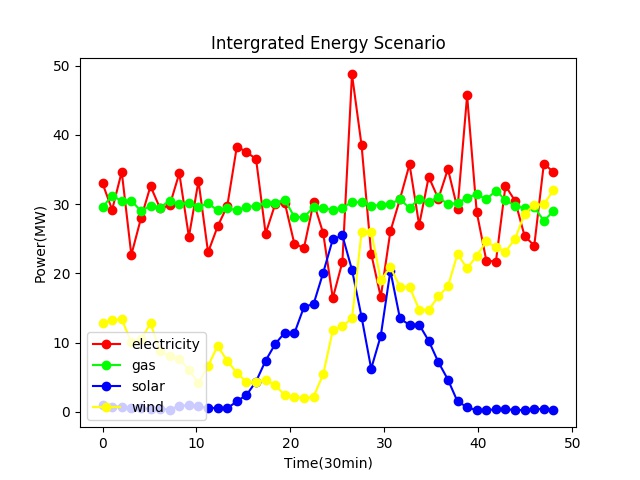 Intergrated Energy Scenario
Power(MW)
50
40
30
20
10
0
electricity
gas
solar
wind
0 10 20 30 40 50
Time(30min)